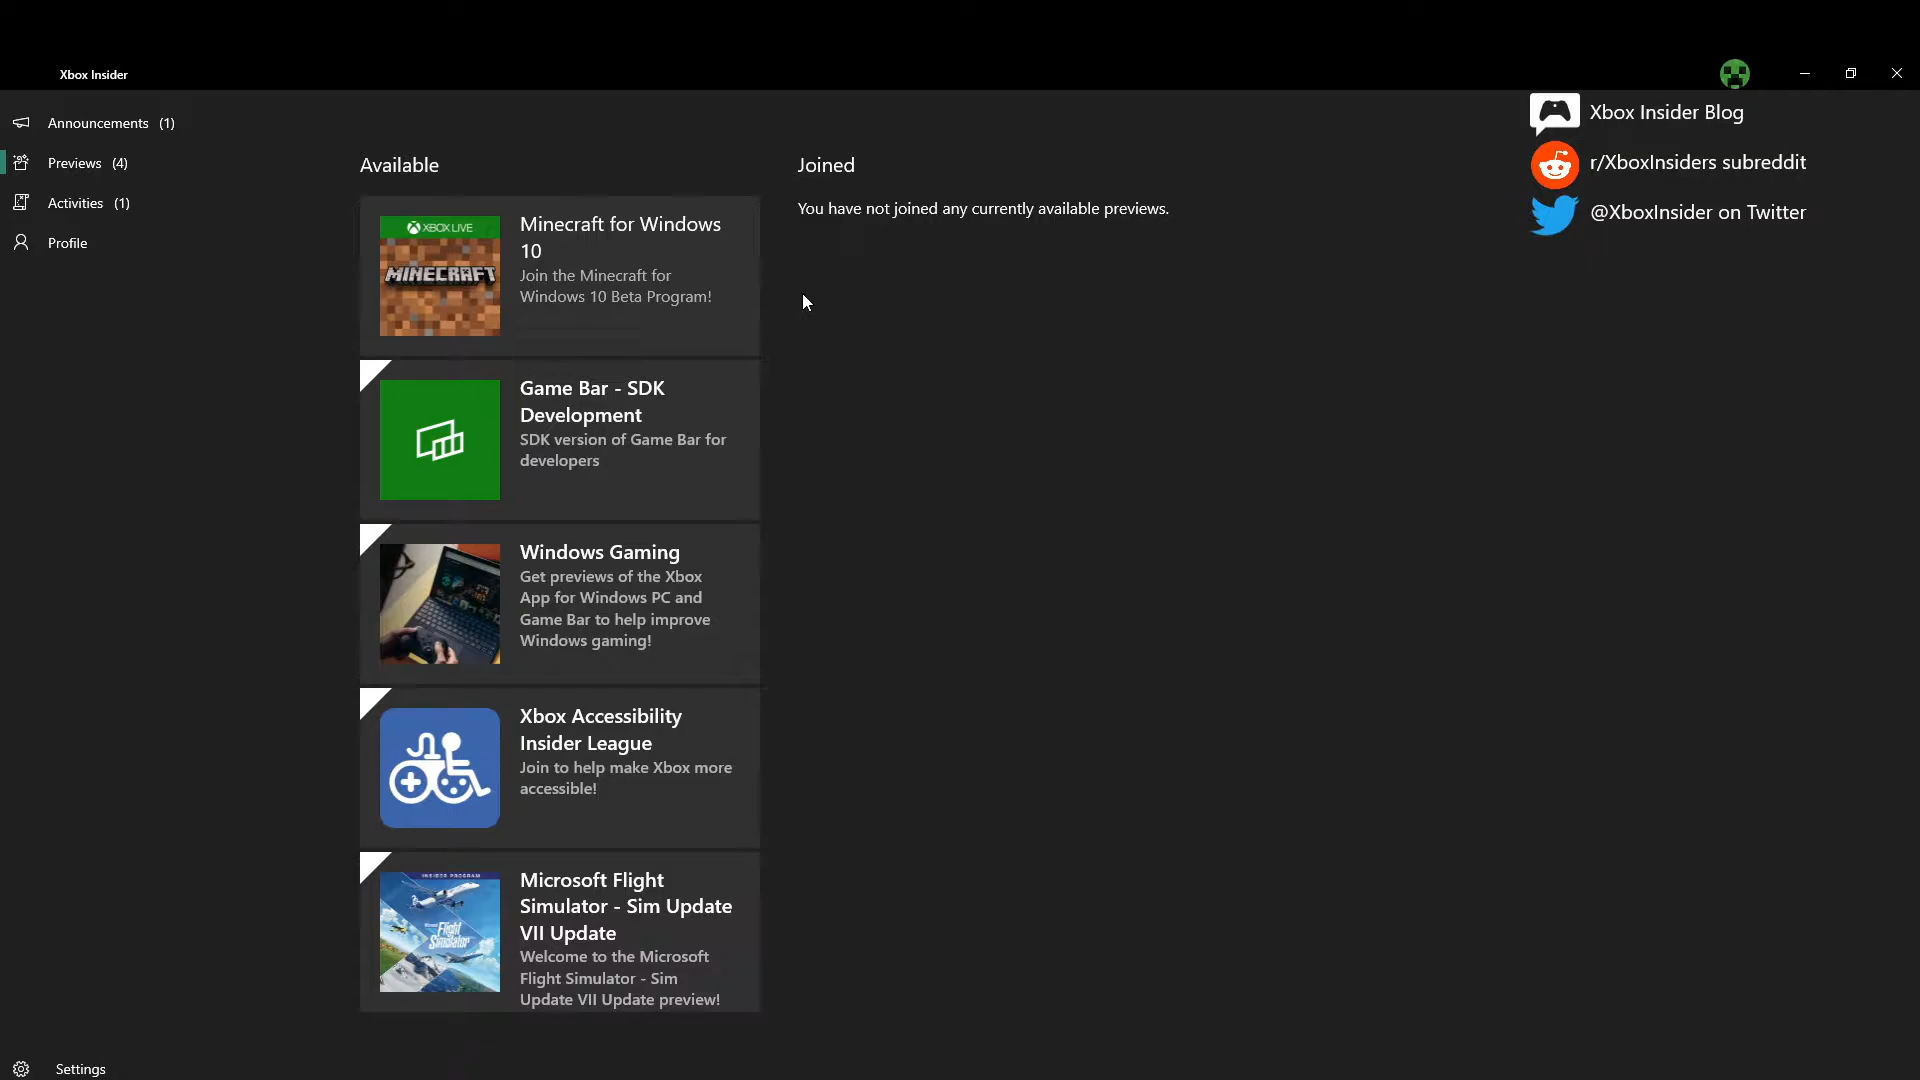 Xbox Insider
Announcements (1)
Previews (4)
Activities (1)
Profile
Settings
Available
XBOX LIVE
MINECRAFT
Minecraft for Windows
10
Join the Minecraft for
Windows 10 Beta Program!
Game Bar - SDK
Development
SDK version of Game Bar for
developers
Windows Gaming
Get previews of the Xbox
App for Windows PC and
Game Bar to help improve
Windows gaming!
Xbox Accessibility
Insider League
Join to help make Xbox more
accessible!
INSIDER PROGRAM
Flight
Simulator
Microsoft Flight
Simulator - Sim Update
VII Update
Welcome to the Microsoft
Flight Simulator - Sim
Update VII Update preview!
Joined
You have not joined any currently available previews.
Xbox Insider Blog
r/XboxInsiders subreddit
@XboxInsider on Twitter